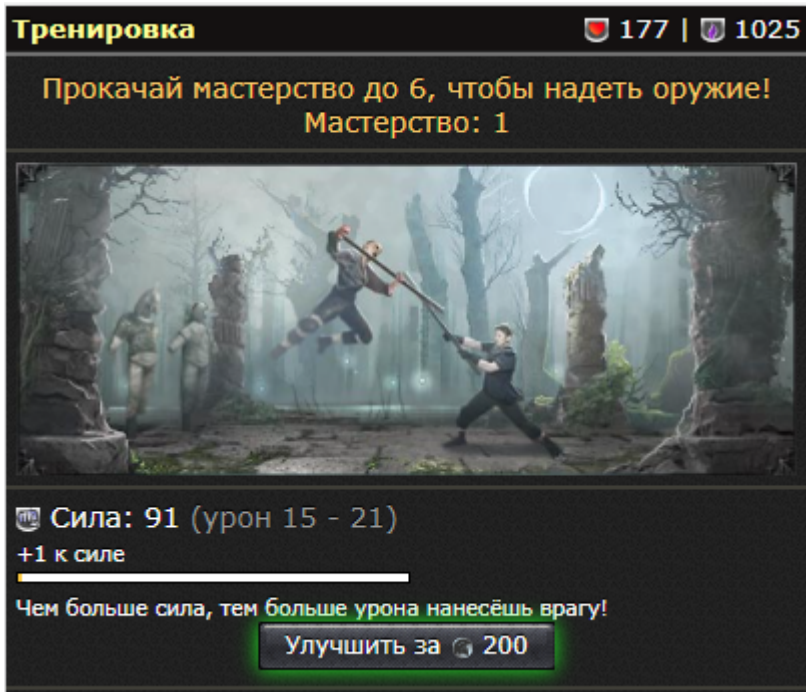 Тренировка 177 | 1025
Прокачай мастерство до 6, чтобы надеть оружие!
Мастерство: 1
Сила: 91 (урон 15 - 21)
+1 к силе
Чем больше сила, тем больше урона нанесёшь врагу!
Улучшить за 200